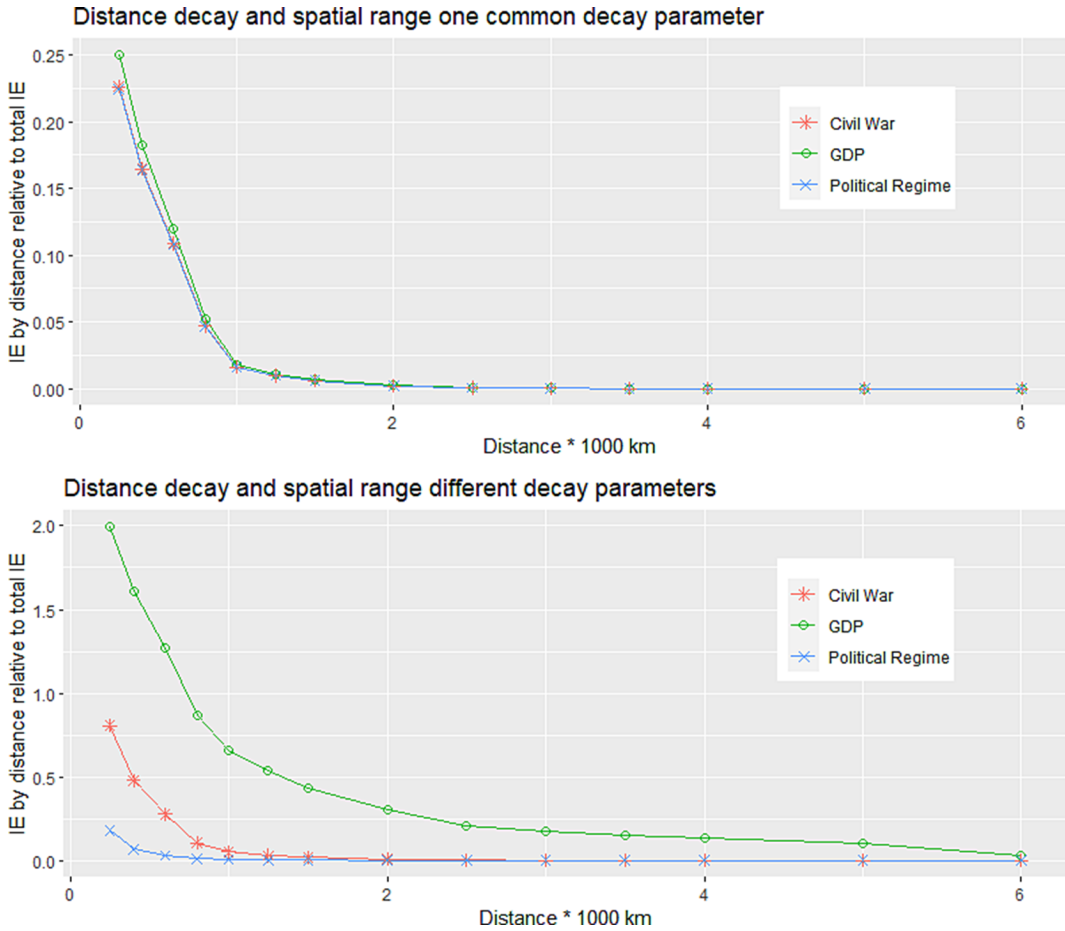 Distance decay and spatial range one common decay parameter
IE by distance relative to total IE
0.25
0.20
0.15
0.10
0.05
0.00
Civil War
GDP
Political Regime
0
2
4
6
Distance * 1000 km
Distance decay and spatial range different decay parameters
IE by distance relative to total IE
2.0
1.5
1.0
0.5
0.0
Civil War
GDP
Political Regime
0
2
4
6
Distance * 1000 km